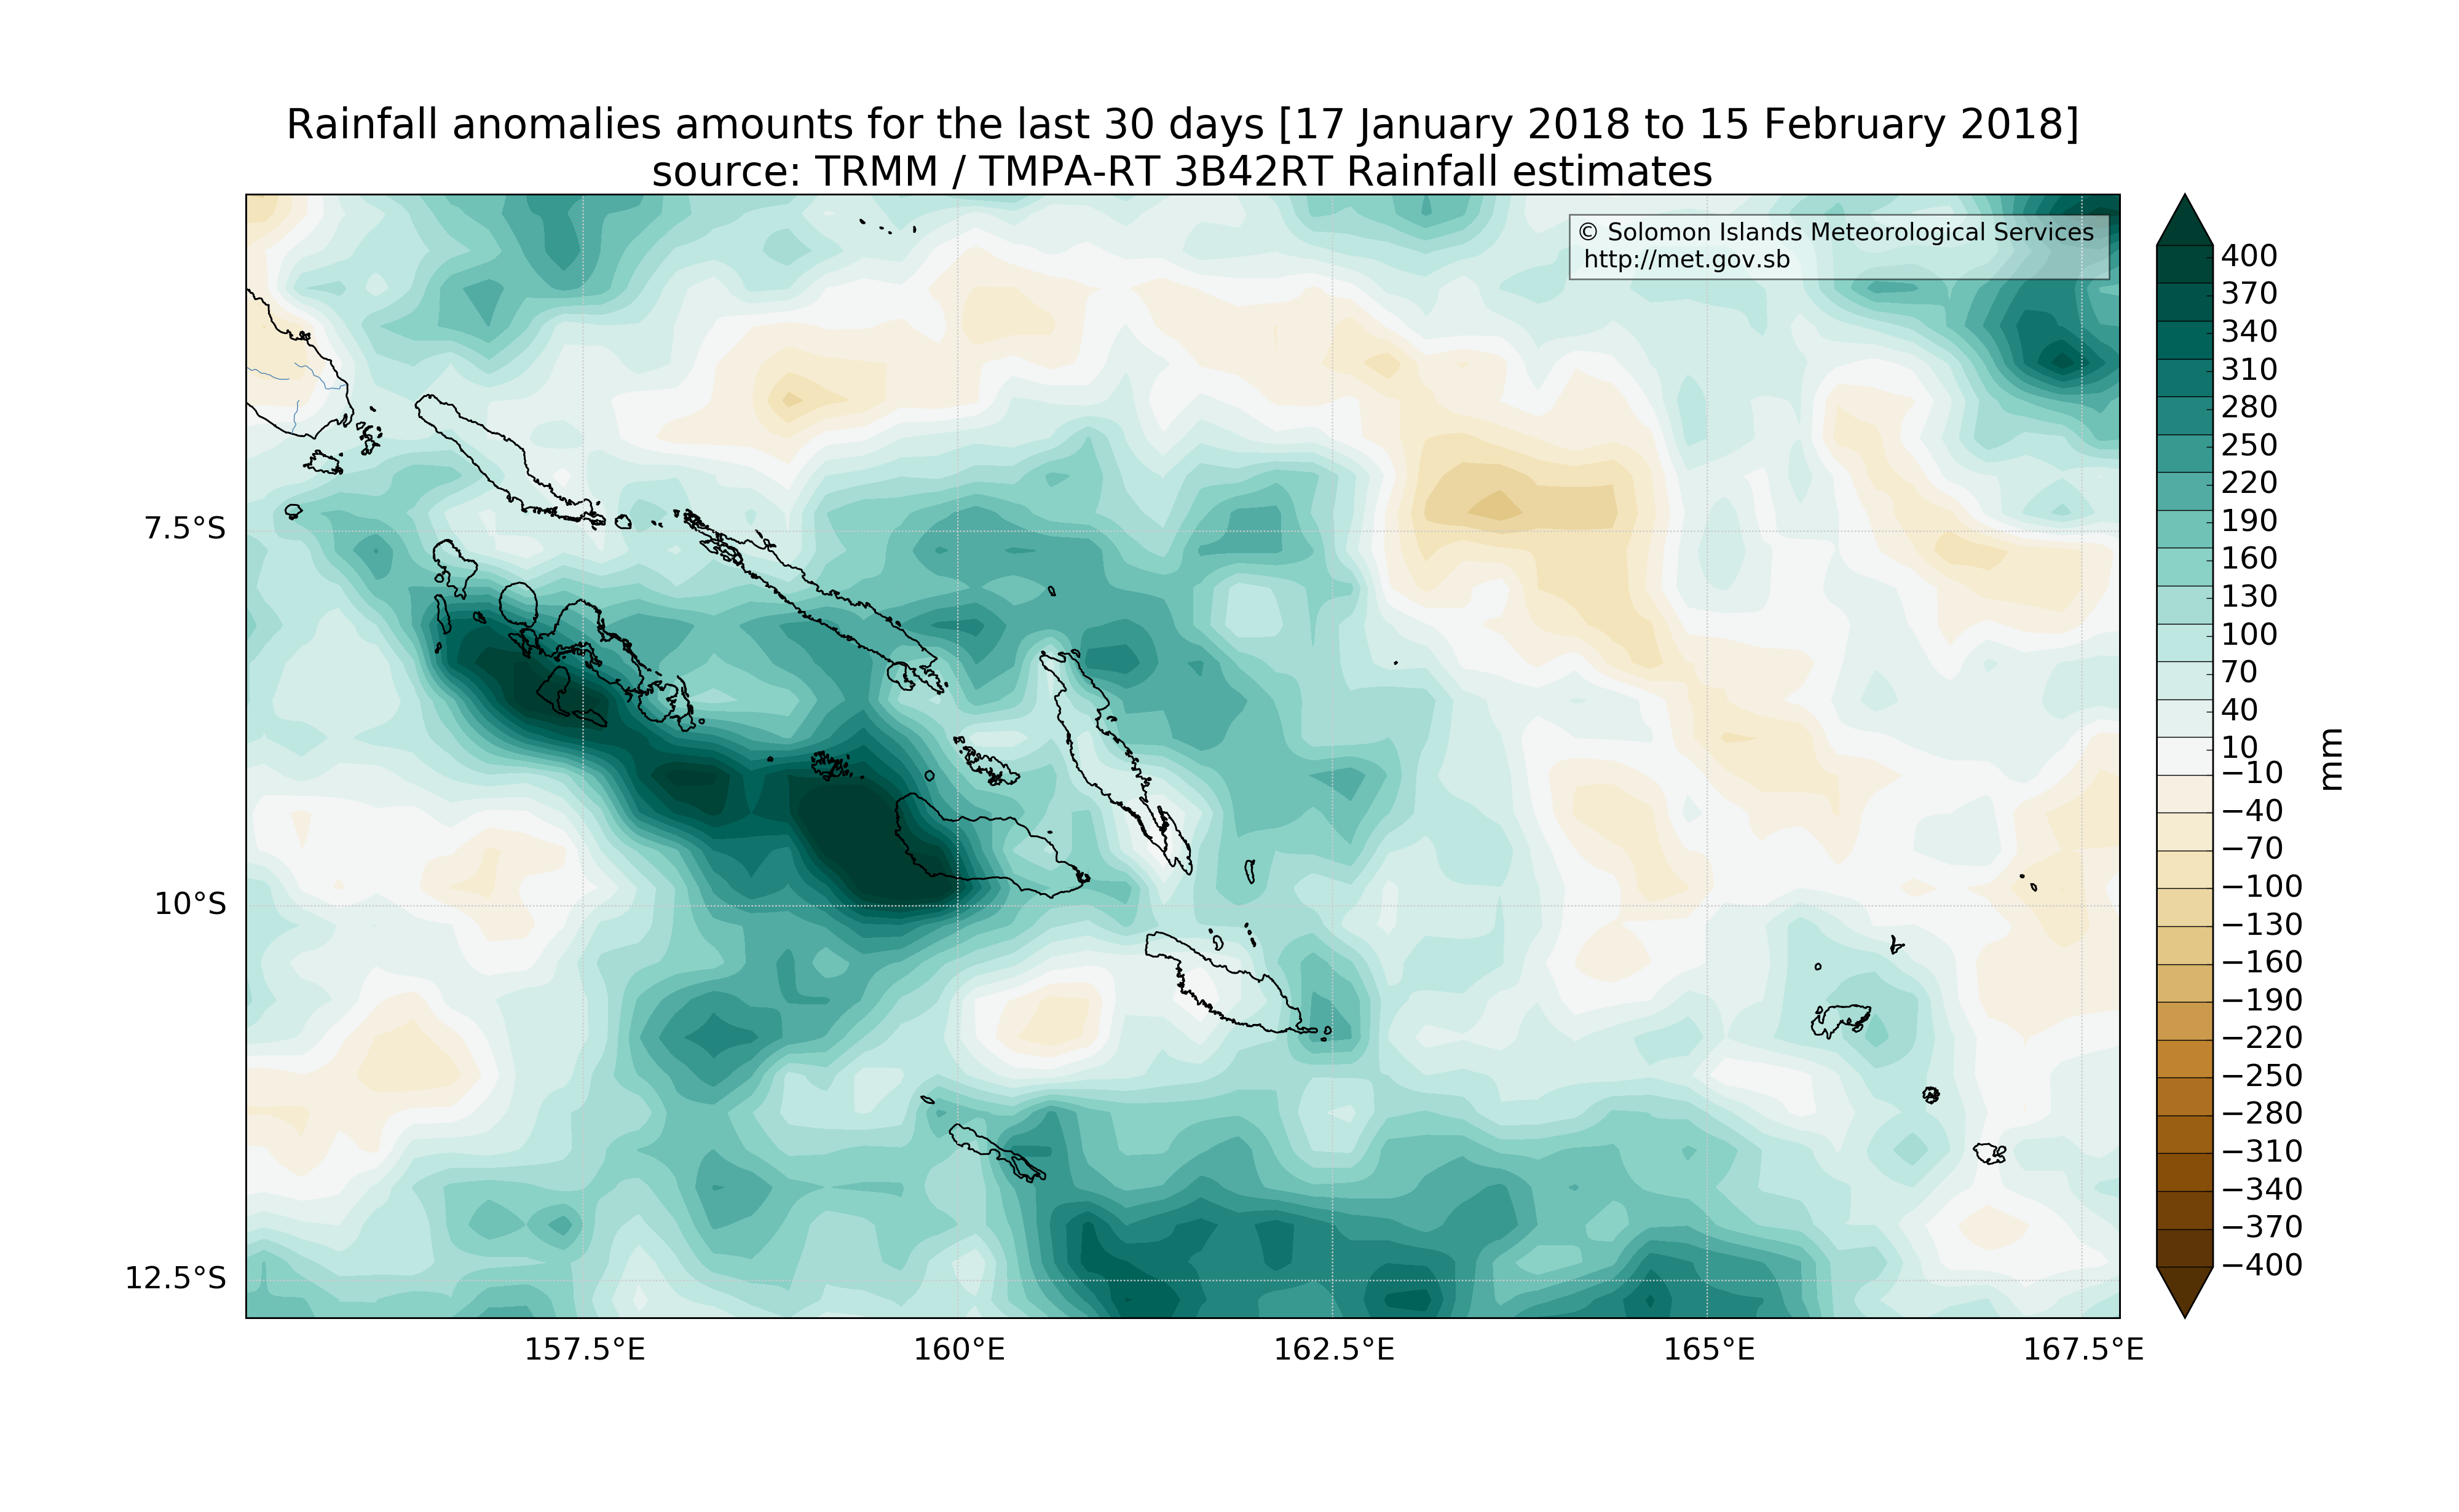 Rainfall anomalies amounts for the last 30 days [17 January 2018 to 15 February 2018]
source: TRMM / TMPA-RT 3B42RT Rainfall estimates
© Solomon Islands Meteorological Services
http://met.gov.sb
7.5°S
10°S
12.5°S
157.5°E
160°E
162.5°E
165°E
167.5°E
400
370
340
310
280
250
220
190
160
130
100
70
40
10
−10
−40
−70
−100
−130
−160
−190
−220
−250
−280
−310
−340
−370
−400
mm